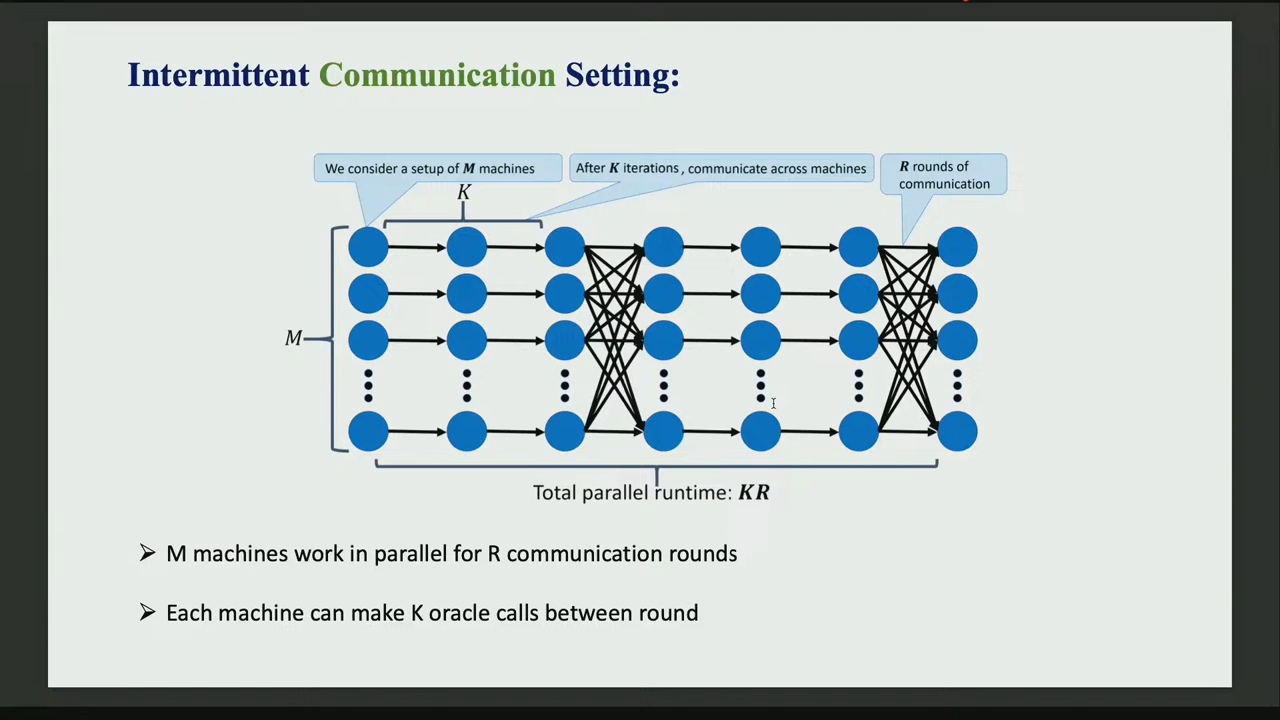 Intermittent Communication Setting:
We consider a setup of M machines
After K iterations, communicate across machines
R rounds of
communication
K
M
Total parallel runtime: KR
➢ M machines work in parallel for R communication rounds
➢ Each machine can make K oracle calls between round